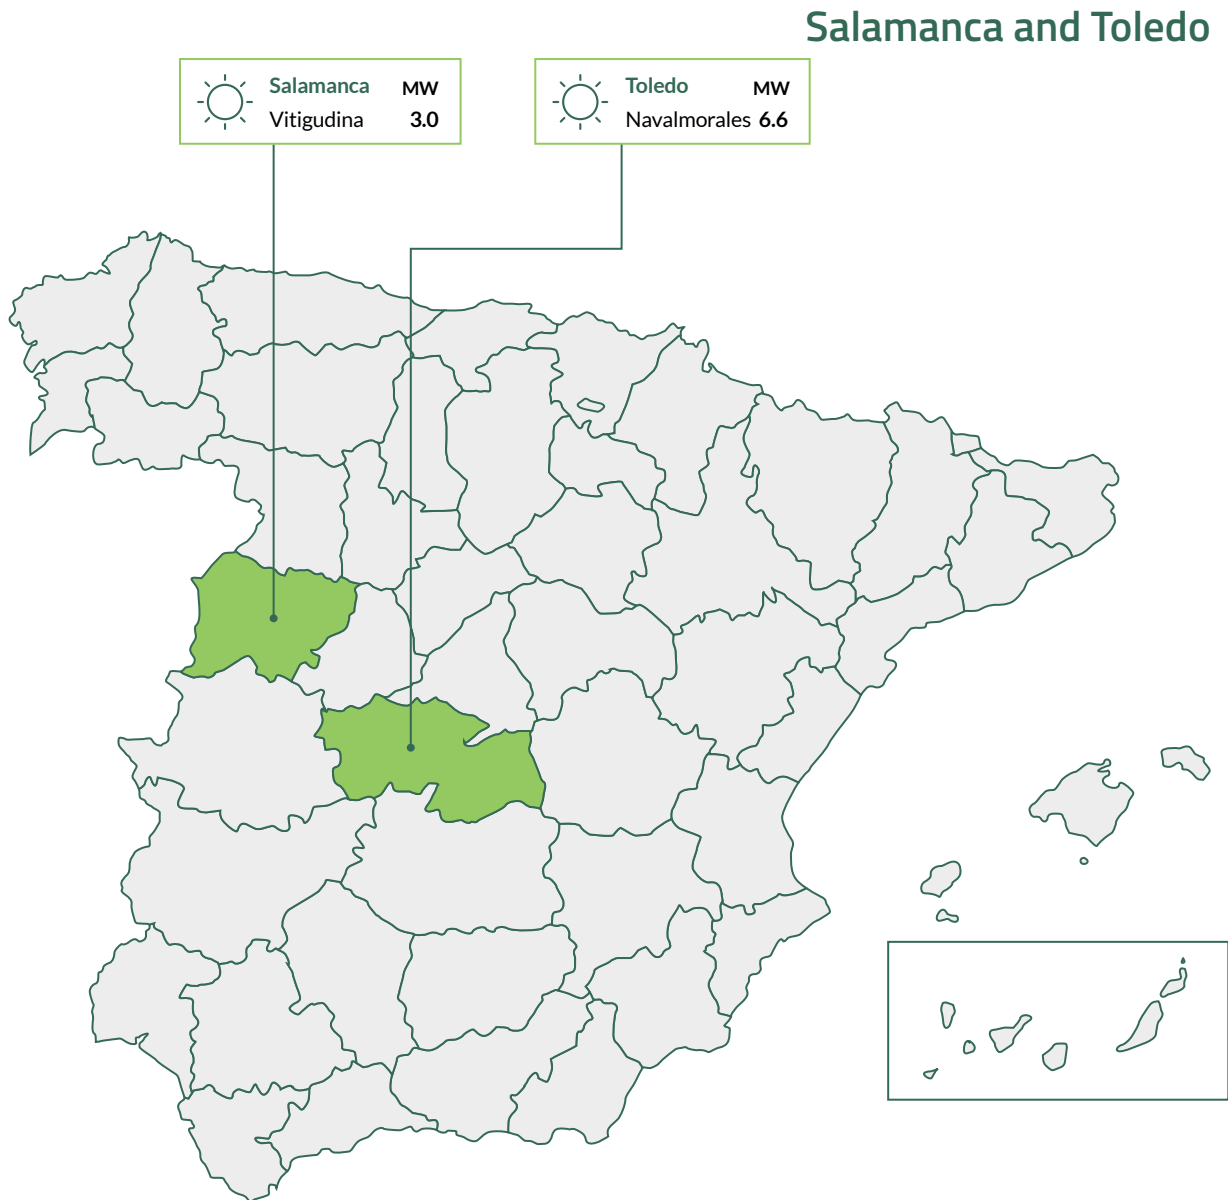 Salamanca and Toledo
Salamanca MW
Vitigudina 3.0
Toledo MW
Navalmorales 6.6